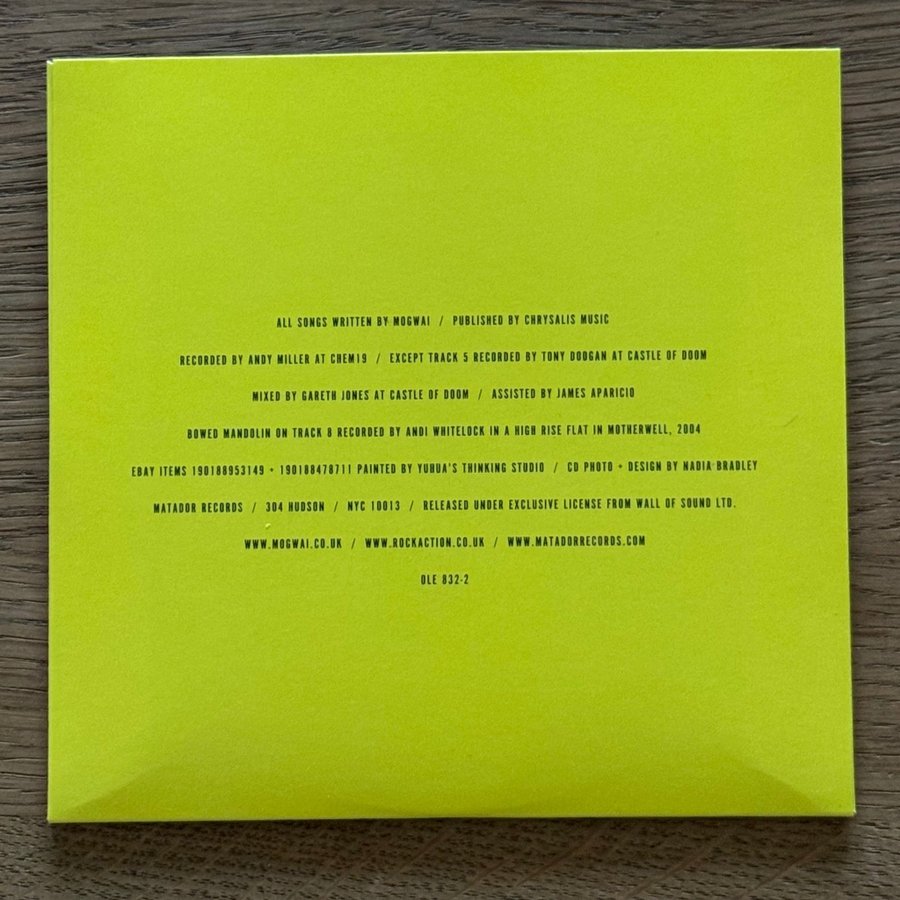 ALL SONGS WRITTEN BY MOGWAI / PUBLISHED BY CHRYSALIS MUSIC
RECORDED BY ANDY MILLER AT CHEM19 / EXCEPT TRACK 5 RECORDED BY TONY DOOGAN AT CASTLE OF DOOM
MIXED BY GARETH JONES AT CASTLE OF DOOM / ASSISTED BY JAMES APARICIO
BOWED MANDOLIN ON TRACK 8 RECORDED BY ANDI WHITELOCK IN A HIGH RISE FLAT IN MOTHERWELL, 2004
EBAY ITEMS 190188953149 + 190188478711 PAINTED BY YUHUA'S THINKING STUDIO / CD PHOTO + DESIGN BY NADIA BRADLEY
MATADOR RECORDS / 304 HUDSON / NYC 10013 / RELEASED UNDER EXCLUSIVE LICENSE FROM WALL OF SOUND LTD.
WWW.MOGWAI.CO.UK / WWW.ROCKACTION.CO.UK / WWW.MATADORRECORDS.COM
OLE 832-2